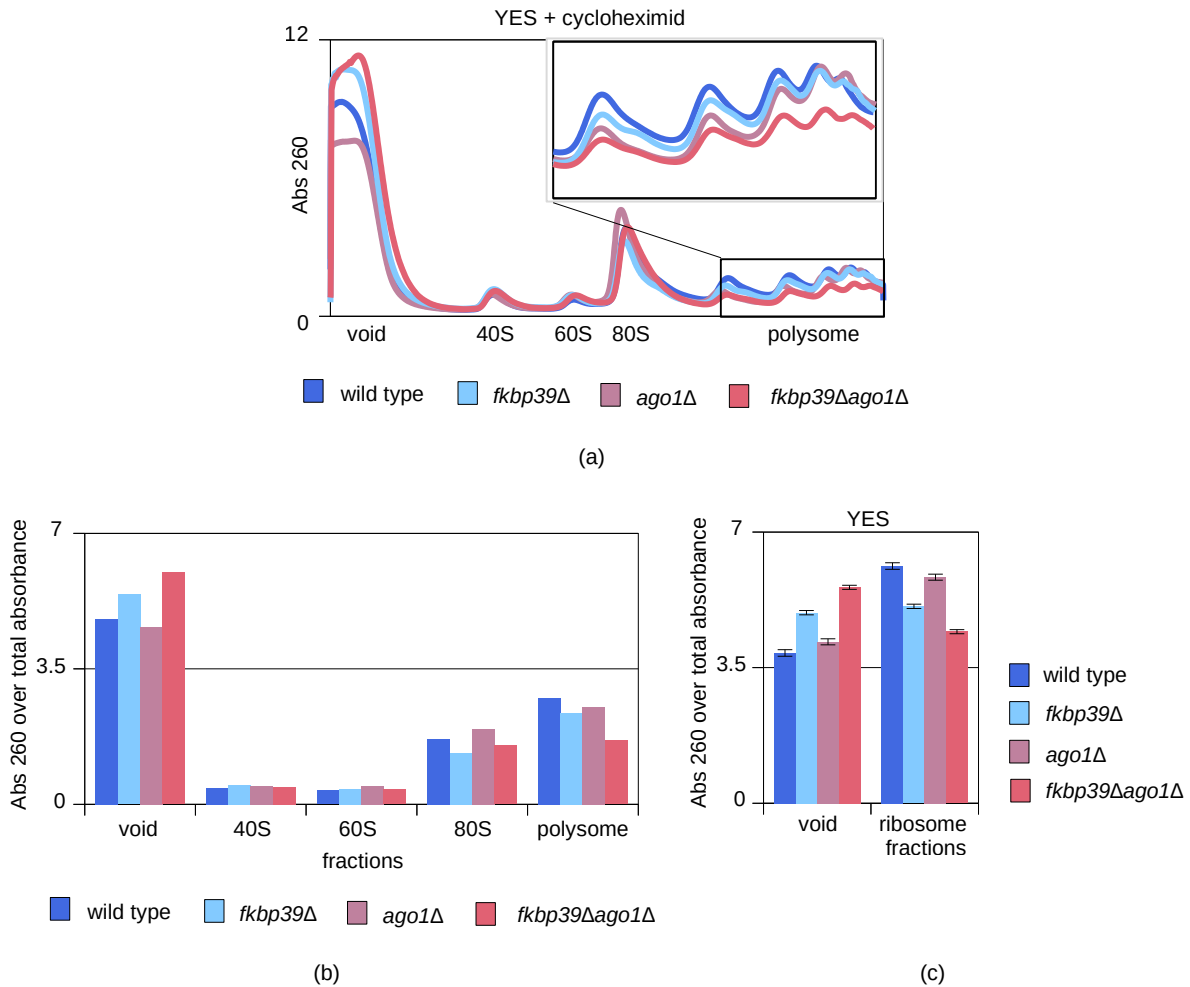 YES + cycloheximid
12
Abs 260
0
void 40S 60S 80S polysome
wild type fkbp39Δ ago1Δ fkbp39Δago1Δ
(a)
7
3.5
0
Abs 260 over total absorbance
void 40S 60S 80S polysome
fractions
wild type fkbp39Δ ago1Δ fkbp39Δago1Δ
(b)
YES
7
3.5
0
Abs 260 over total absorbance
void ribosome
fractions
wild type
fkbp39Δ
ago1Δ
fkbp39Δago1Δ
(c)